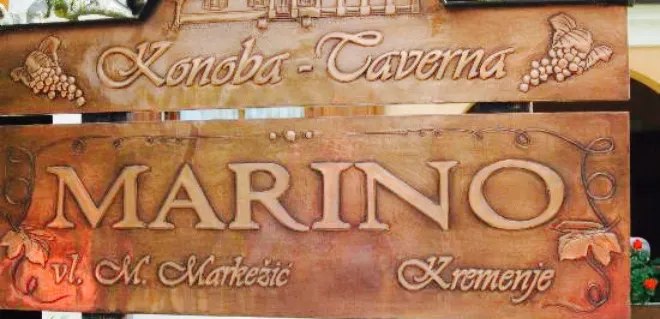 Konoba - Taverna
MARINO
vl. M. Markežić Kremenje